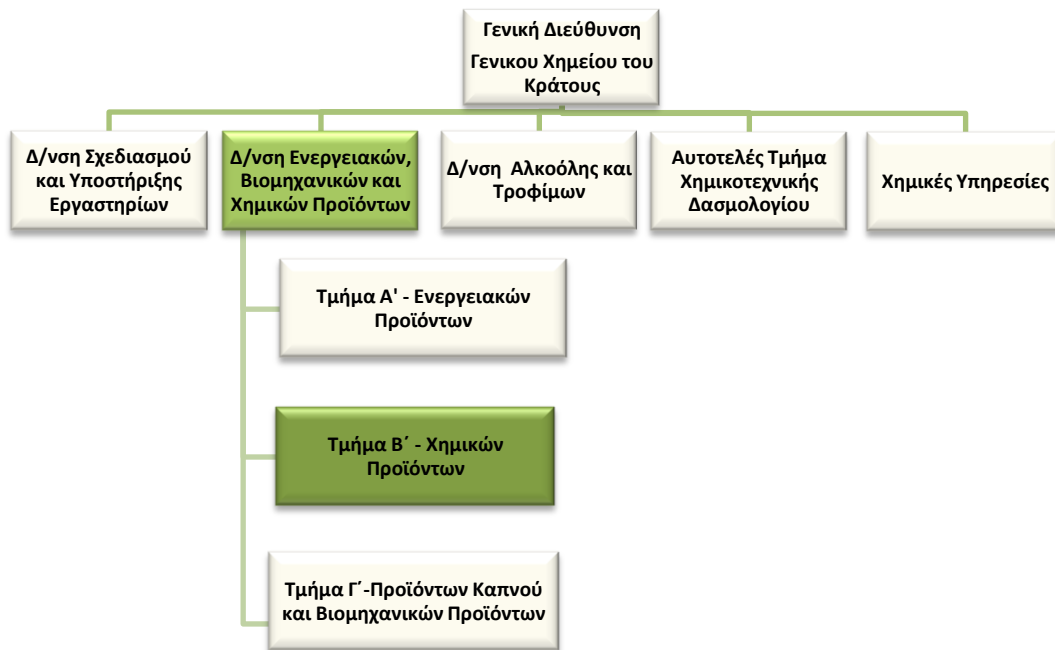 Γενική Διεύθυνση
Γενικου Χημείου του
Κράτους
Δ/νση Σχεδιασμού
και Υποστήριξης
Εργαστηρίων
Δ/νση Ενεργειακών,
Βιομηχανικών και
Χημικών Προϊόντων
Δ/νση Αλκοόλης και
Τροφίμων
Αυτοτελές Τμήμα
Χημικοτεχνικής
Δασμολογίου
Χημικές Υπηρεσίες
Τμήμα Α' - Ενεργειακών
Προϊόντων
Τμήμα Β΄ - Χημικών
Προϊόντων
Τμήμα Γ΄-Προϊόντων Καπνού
και Βιομηχανικών Προϊόντων